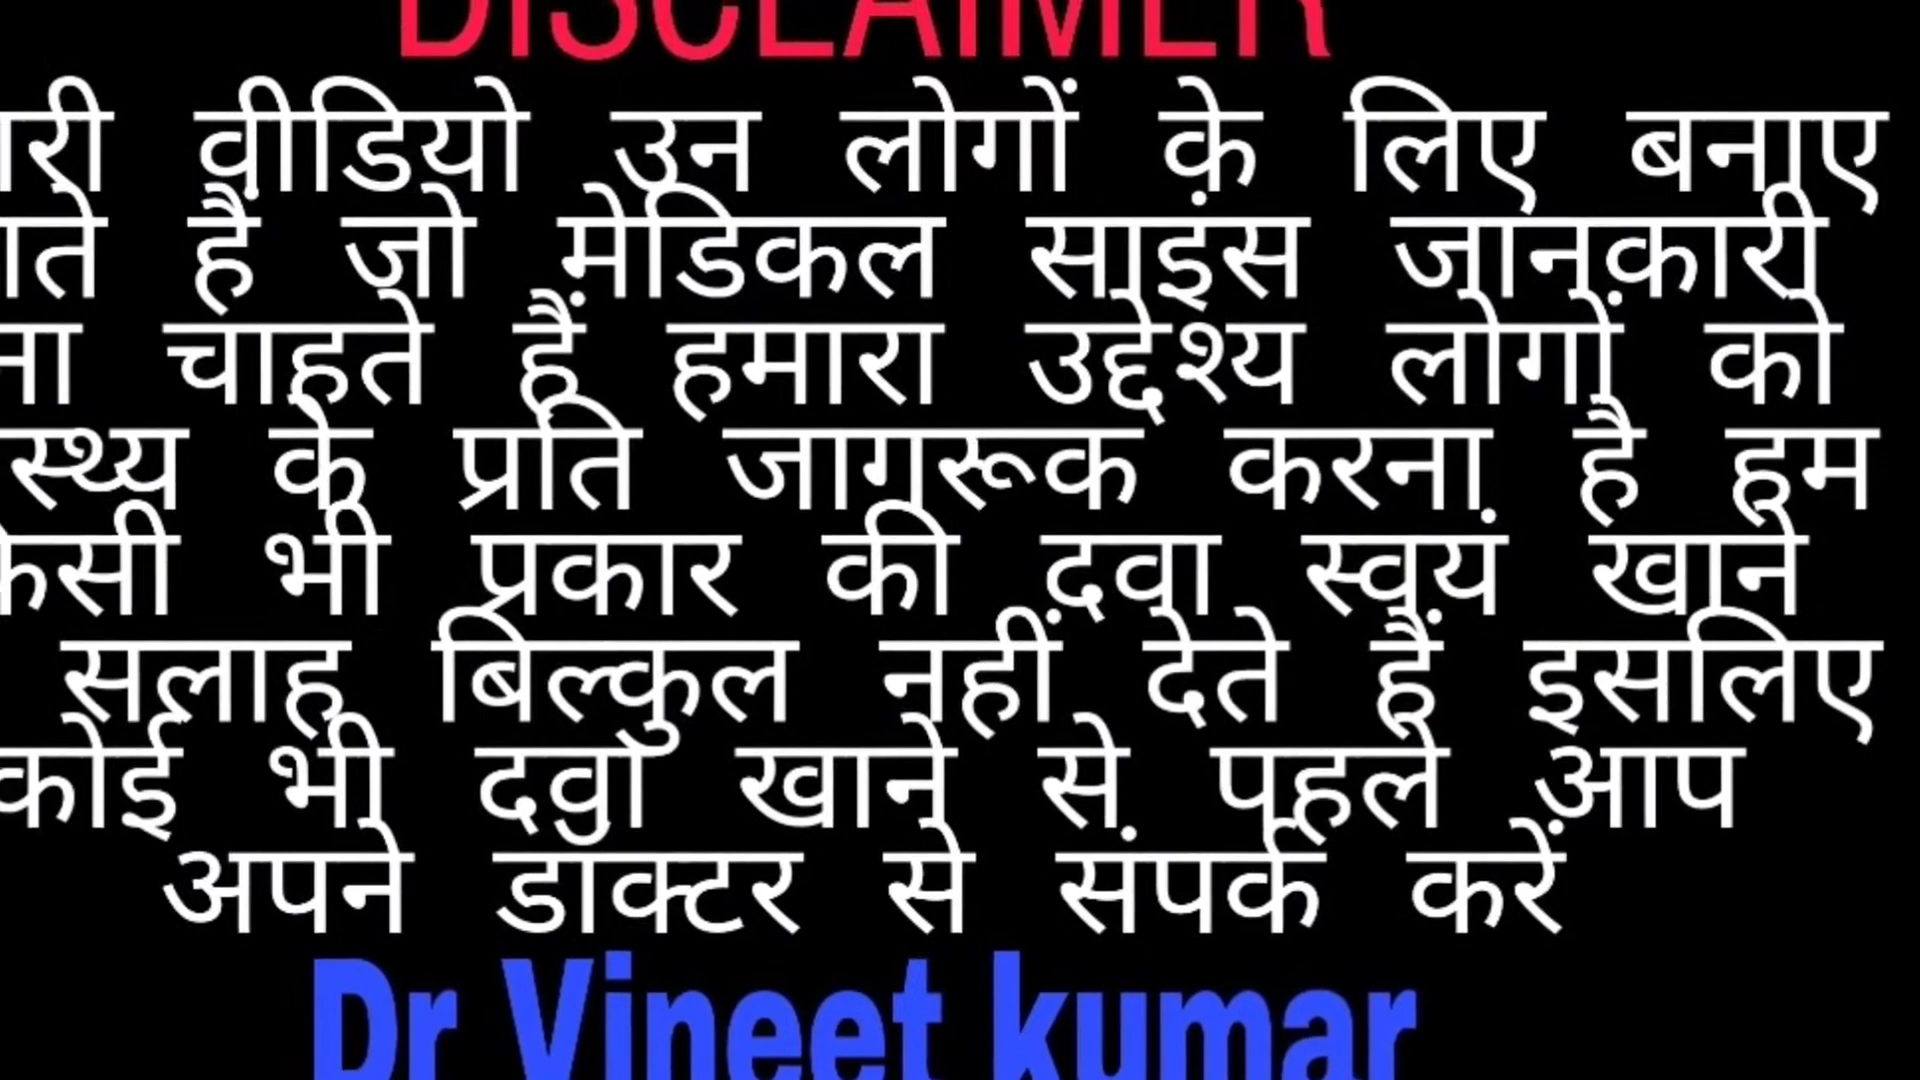 DISCLAIMER
वीडियो उन लोगों के लिए बनाए
हैं जो मेडिकल साइंस जानकारी
चाहते हैं हमारा उद्देश्य लोगों को
के प्रति जागरूक करना है हम
भी प्रकार की दवा स्वयं खाने
सलाह बिल्कुल नहीं देते हैं इसलिए
कोई भी दवा खाने से पहले आप
अपने डॉक्टर से संपर्क करें
Dr Vineet kumar